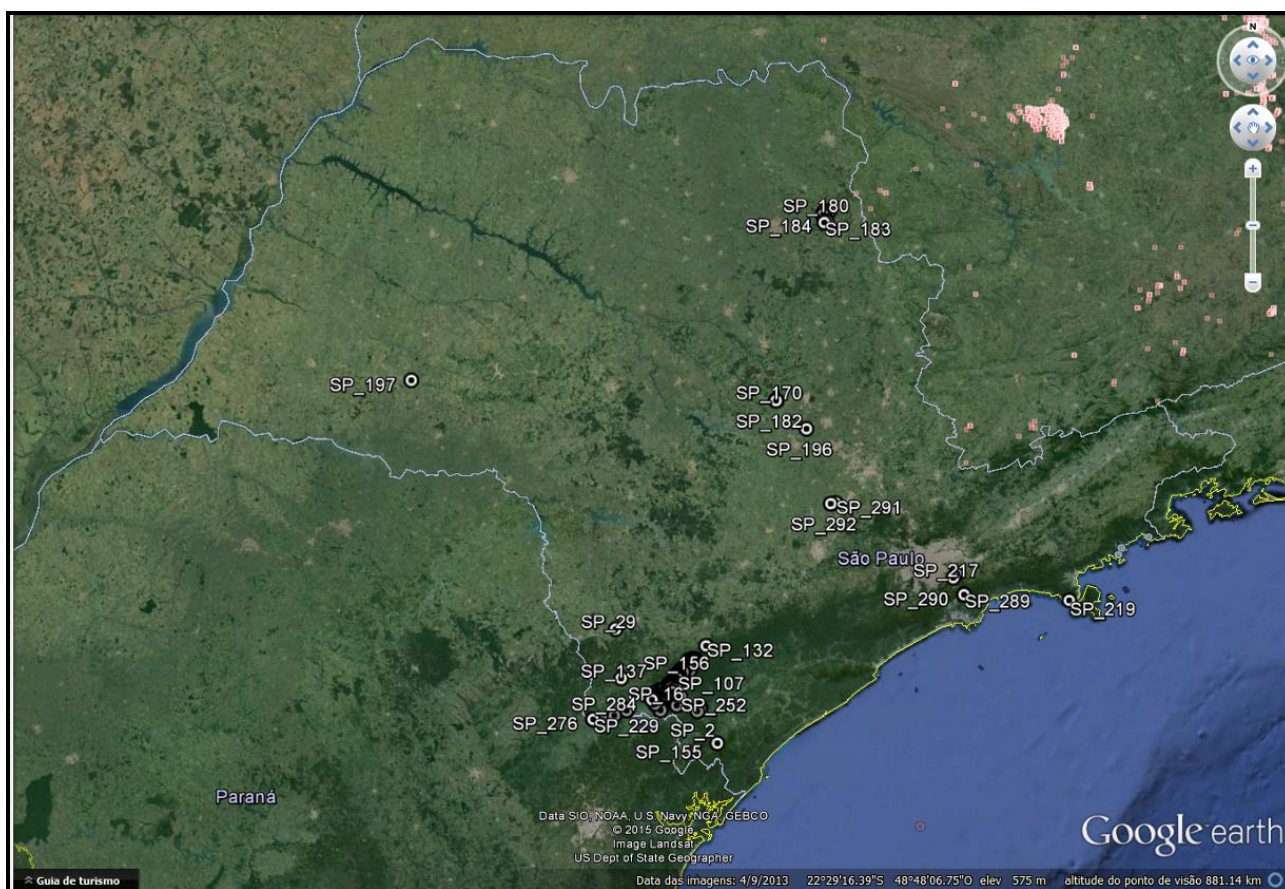 N
SP_180
SP_184
SP_183
SP_197
SP_170
SP_182
SP_196
SP_291
SP_292
São Paulo
SP_217
SP_290
SP_289
SP_219
SP_29
SP_132
SP_137
SP_156
SP_107
SP_16
SP_284
SP_252
SP_276
SP_229
SP_2
SP_155
Paraná
Data SIO, NOAA, U.S. Navy, NGA, GEBCO
© 2015 Google
Image Landsat
US Dept of State Geographer
Google earth
Guia de turismo
Data das imagens: 4/9/2013 22°29'16.39"S 48°48'06.75"O elev 575 m altitude do ponto de visão 881.14 km